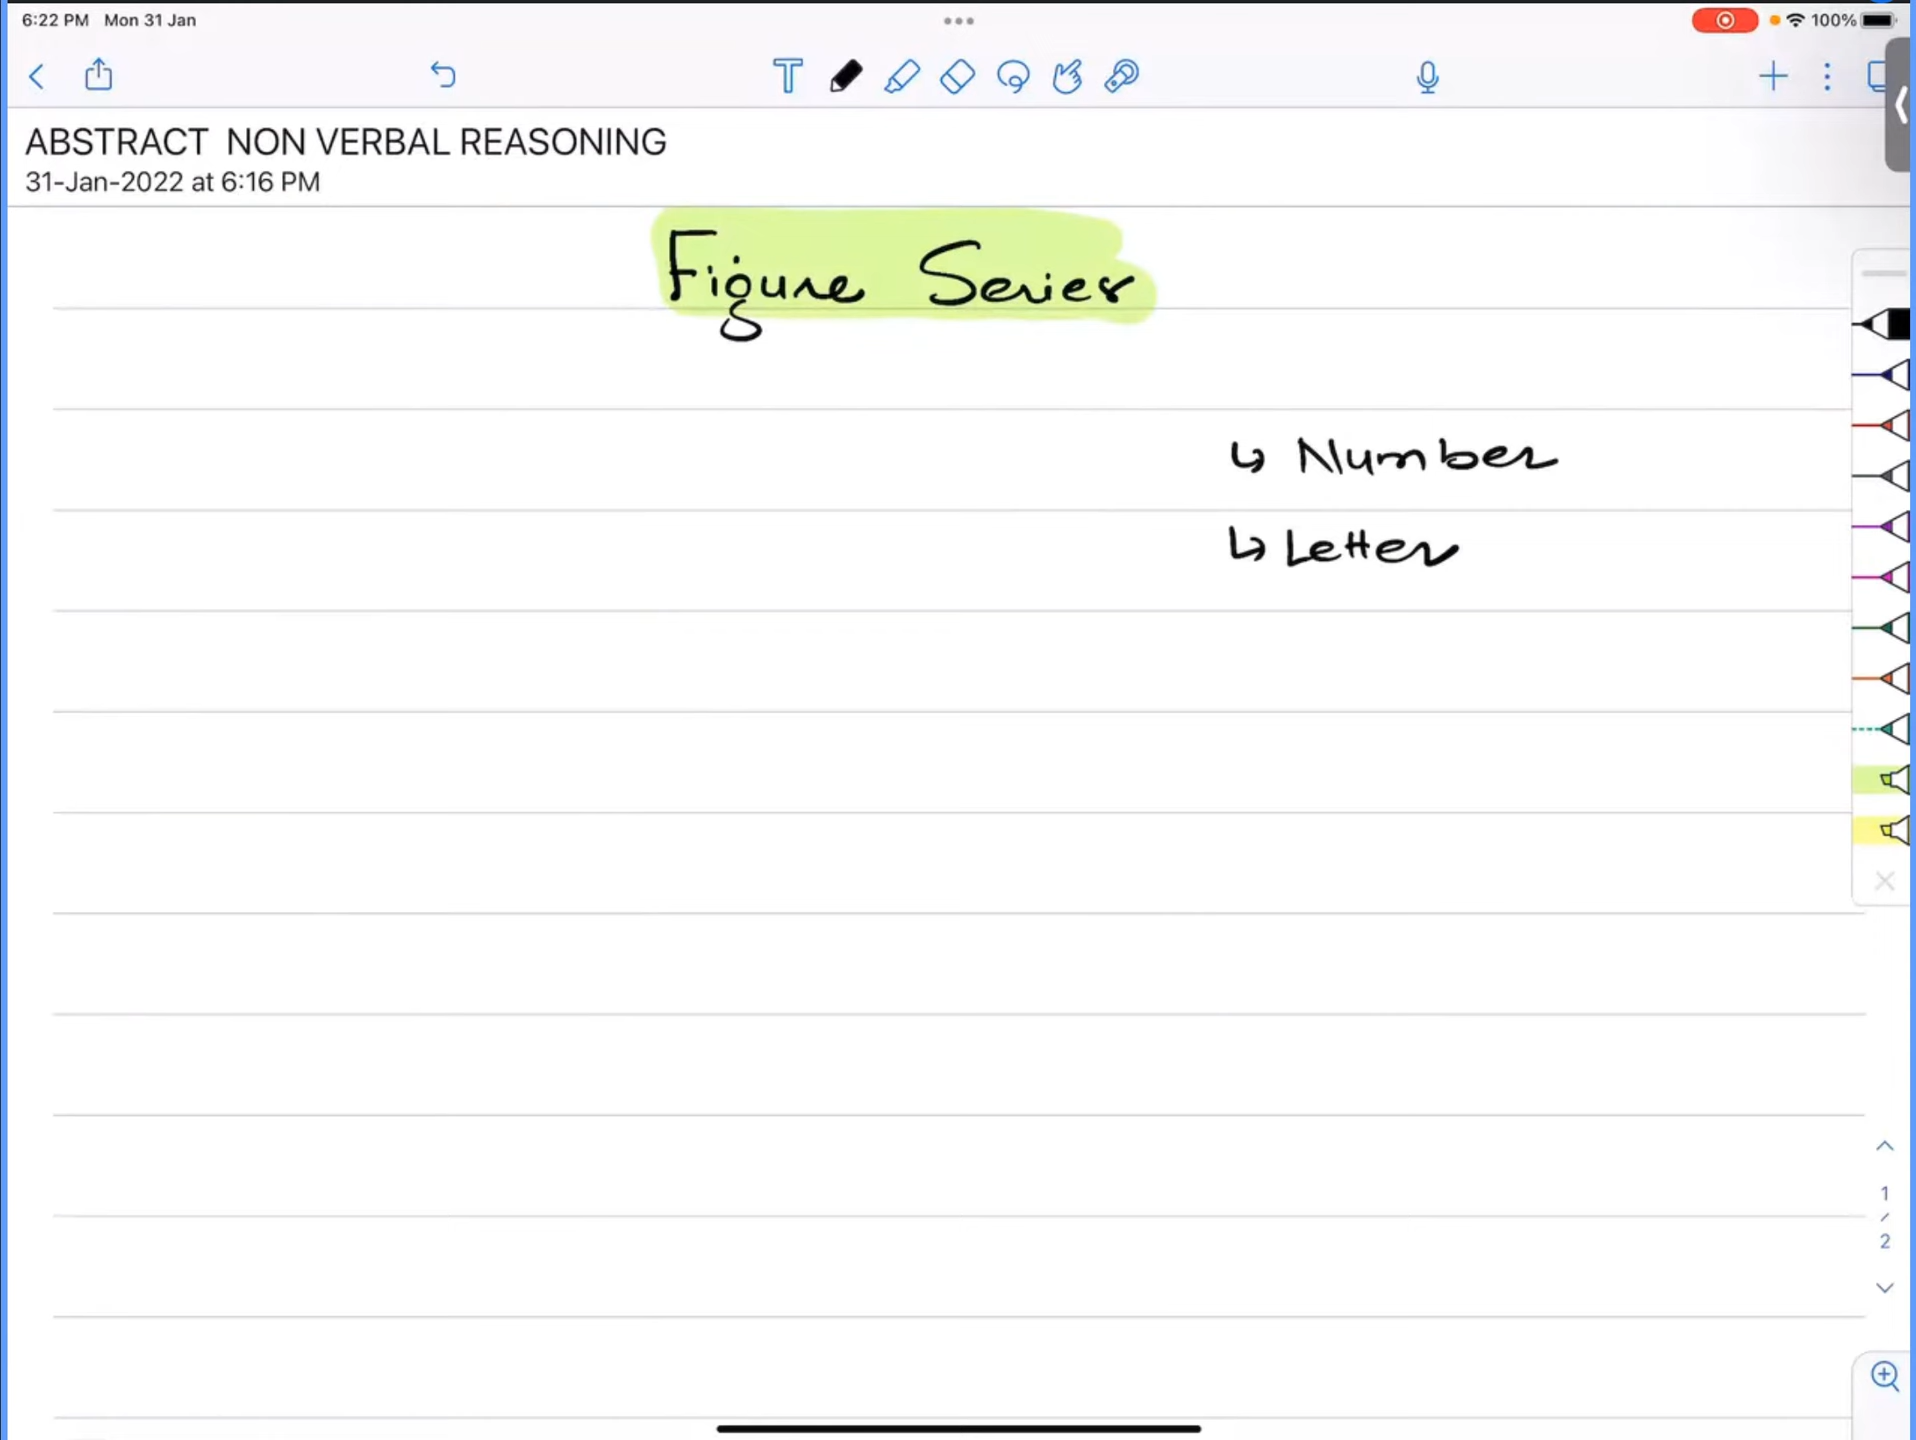 6:22 PM Mon 31 Jan
100%
ABSTRACT NON VERBAL REASONING
31-Jan-2022 at 6:16 PM
Figure Series
↳ Number
↳ Letter
1
/
2